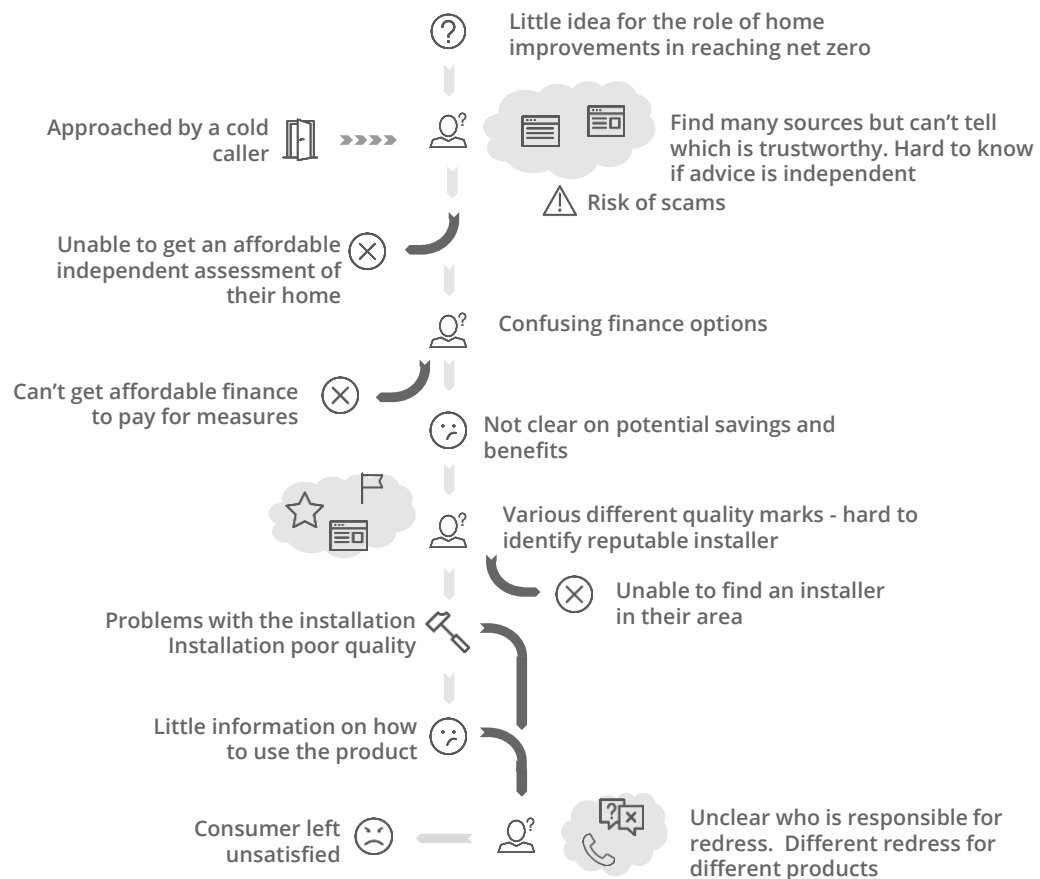 Little idea for the role of home
improvements in reaching net zero
Approached by a cold
caller
Find many sources but can't tell
which is trustworthy. Hard to know
if advice is independent
Risk of scams
Unable to get an affordable
independent assessment of
their home
Confusing finance options
Can't get affordable finance
to pay for measures
Not clear on potential savings and
benefits
Various different quality marks - hard to
identify reputable installer
Unable to find an installer
in their area
Problems with the installation
Installation poor quality
Little information on how
to use the product
Consumer left
unsatisfied
Unclear who is responsible for
redress.  Different redress for
different products